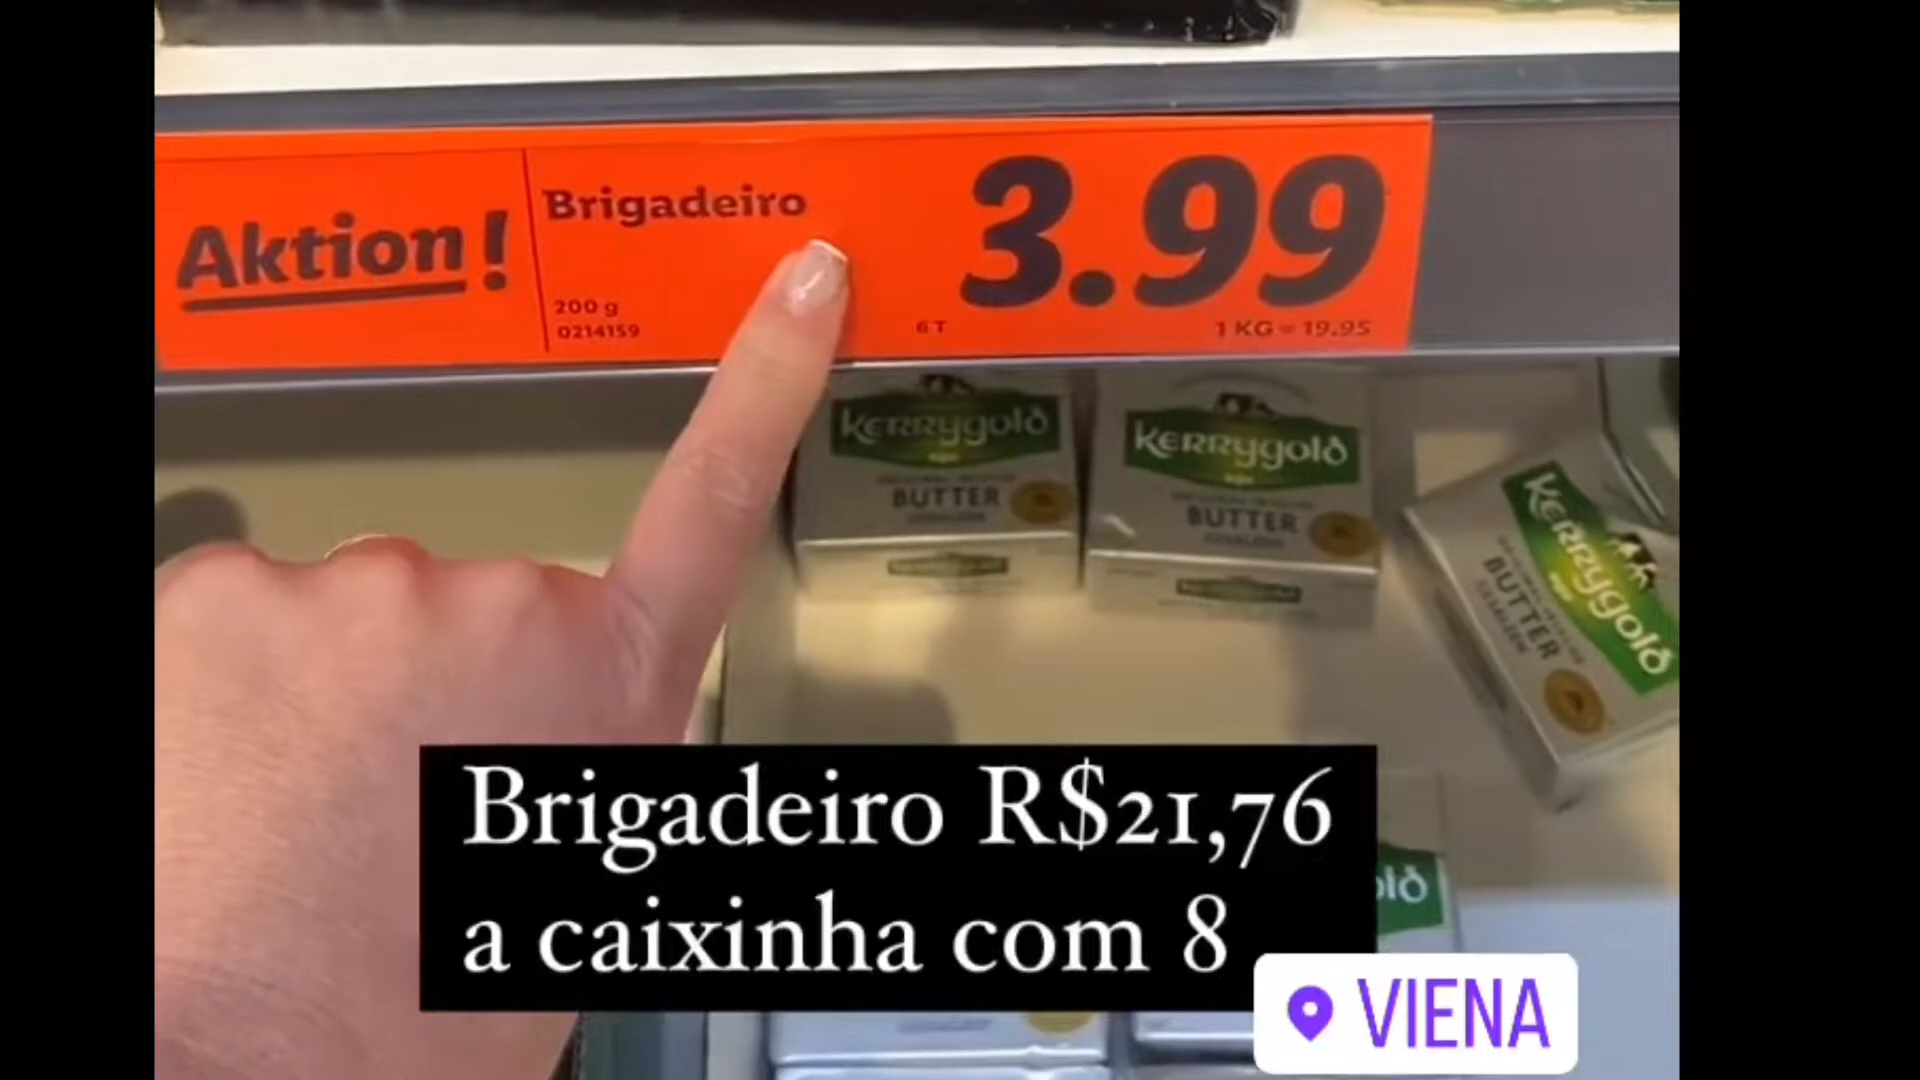 Aktion!
Brigadeiro
3.99
200 g
0214159
6 T
1 KG = 19.95
Kerrygold
BUTTER
Kerrygold
BUTTER
Kerrygold
BUTTER
Brigadeiro R$21,76
a caixinha com 8
VIENA